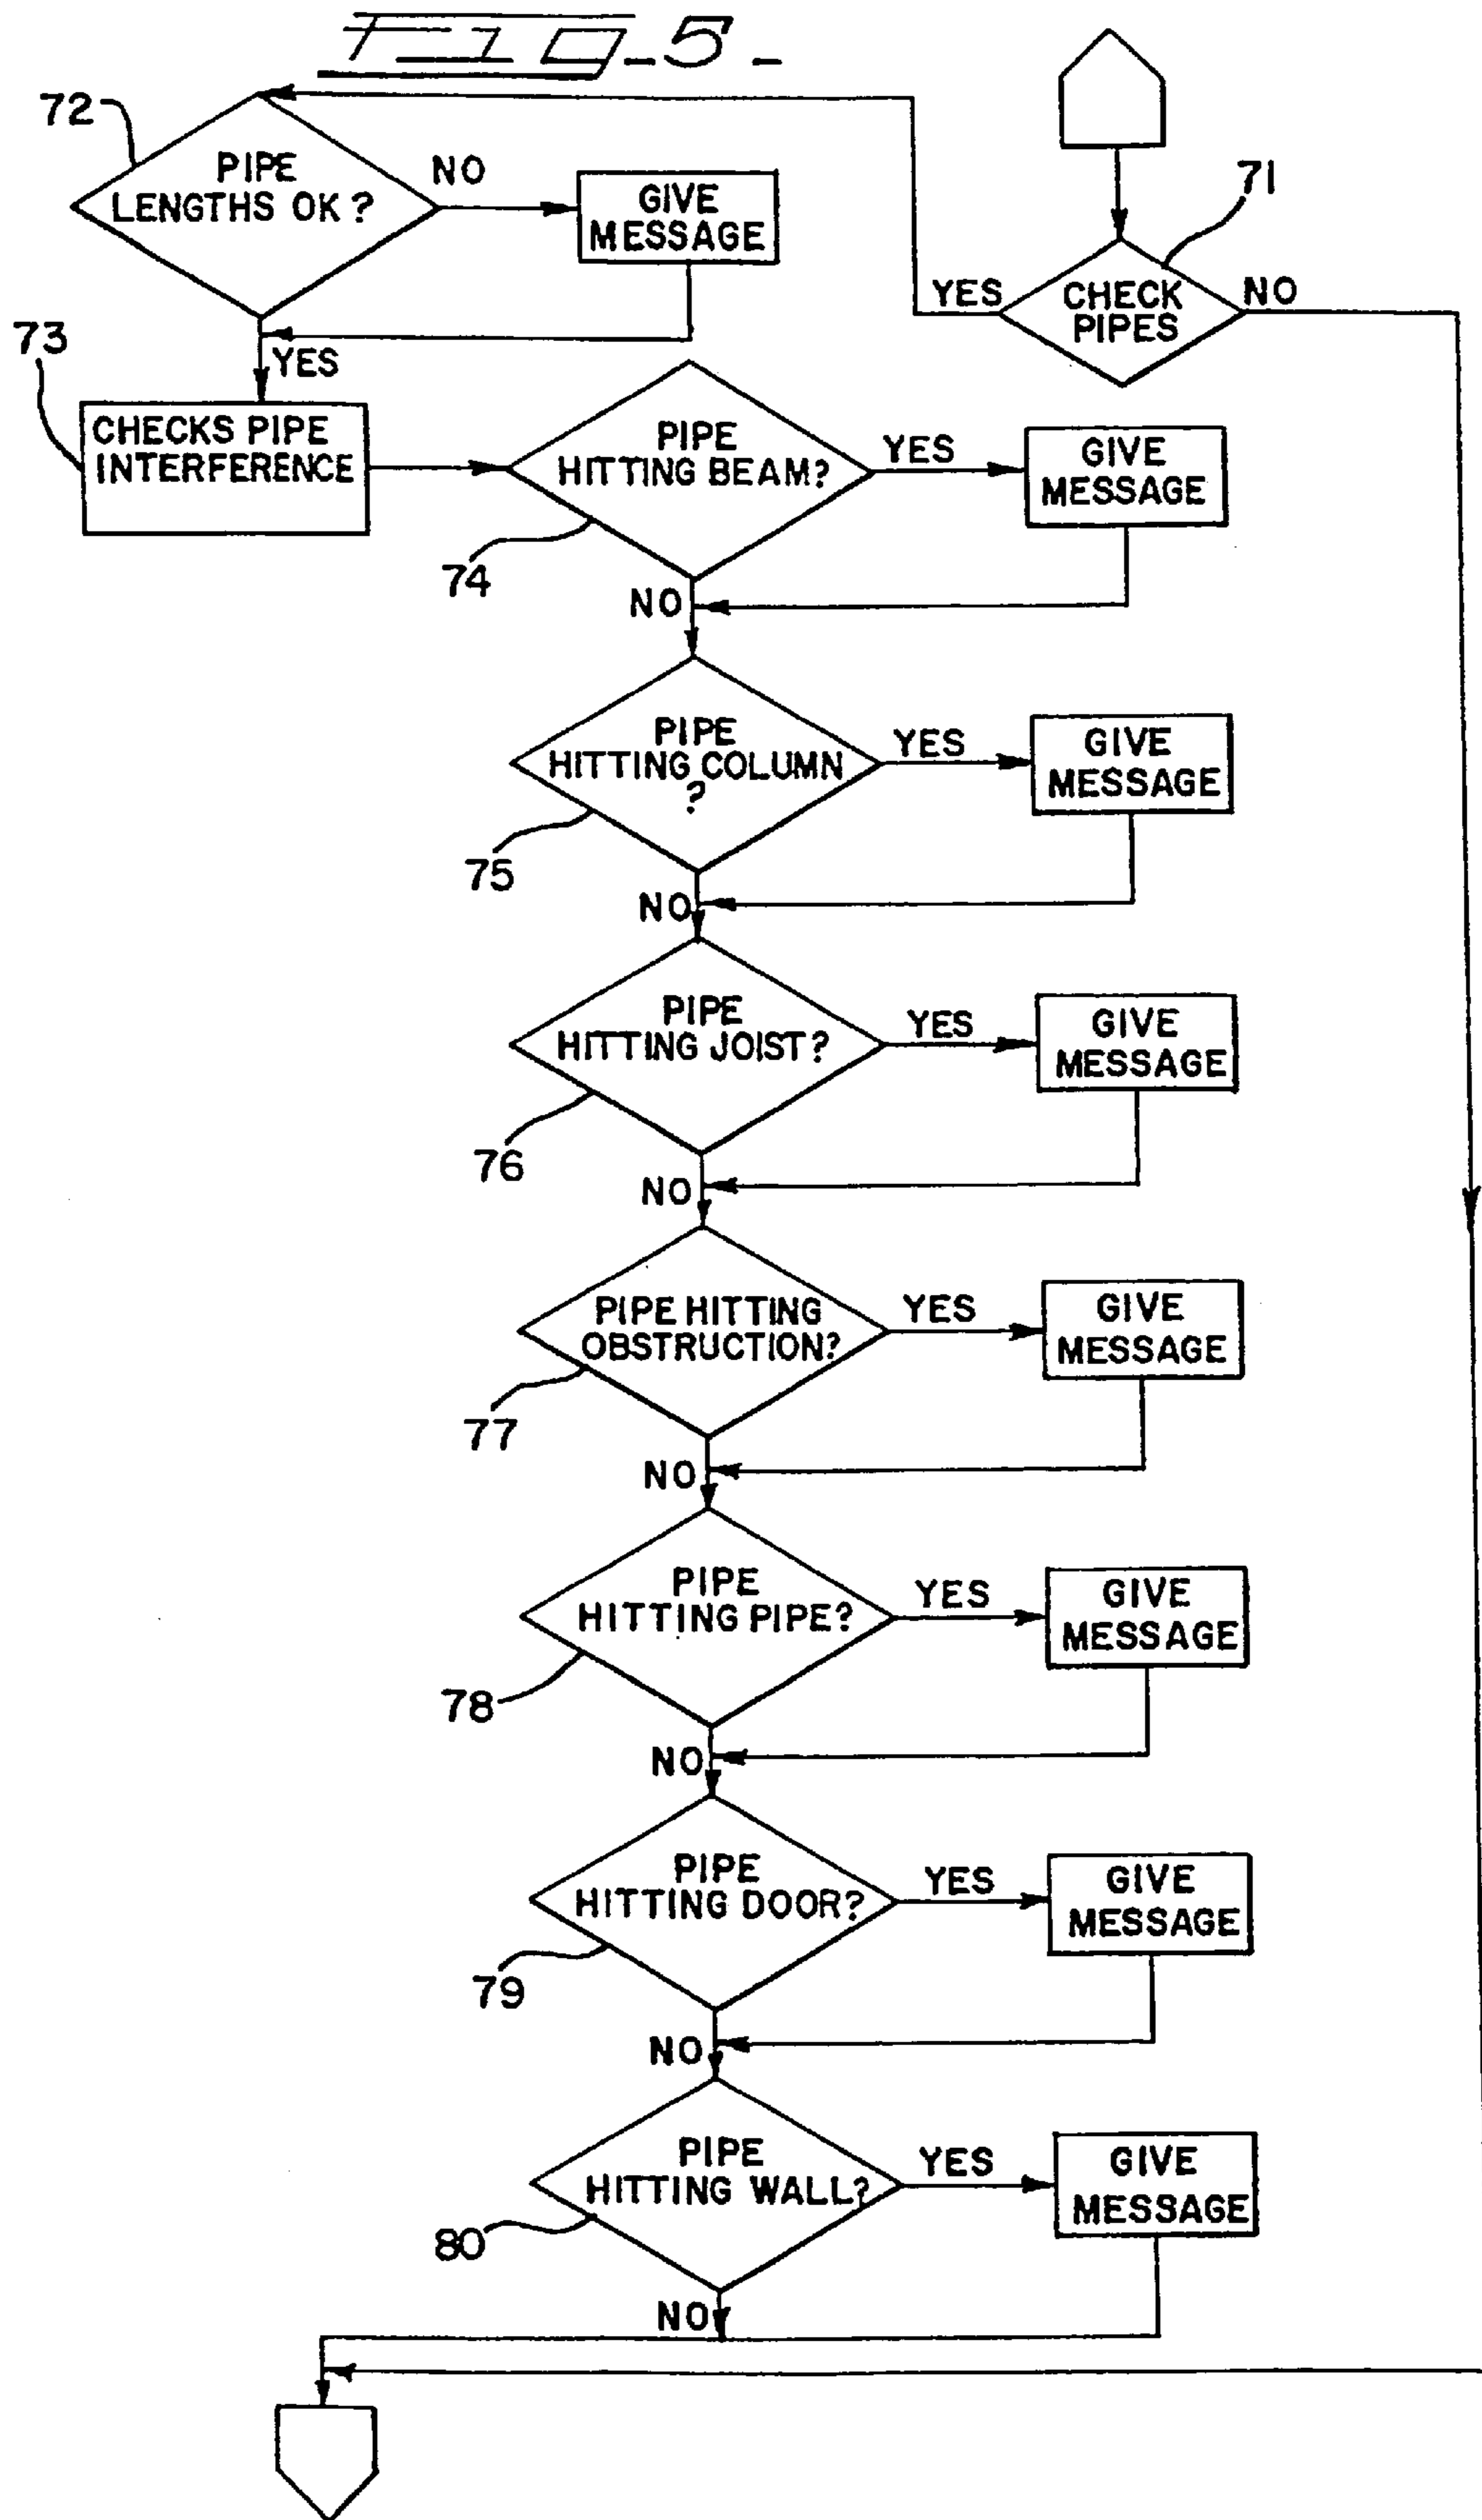 FIG_5_
72
PIPE
LENGTHS OK?
NO
GIVE
MESSAGE
71
YES
CHECK
PIPES
NO
73
YES
CHECKS PIPE
INTERFERENCE
PIPE
HITTING BEAM?
YES
GIVE
MESSAGE
74
NO
PIPE
HITTING COLUMN
?
YES
GIVE
MESSAGE
75
NO
PIPE
HITTING JOIST?
YES
GIVE
MESSAGE
76
NO
PIPE HITTING
OBSTRUCTION?
YES
GIVE
MESSAGE
77
NO
PIPE
HITTING PIPE?
YES
GIVE
MESSAGE
78
NO
PIPE
HITTING DOOR?
YES
GIVE
MESSAGE
79
NO
PIPE
HITTING WALL?
YES
GIVE
MESSAGE
80
NO